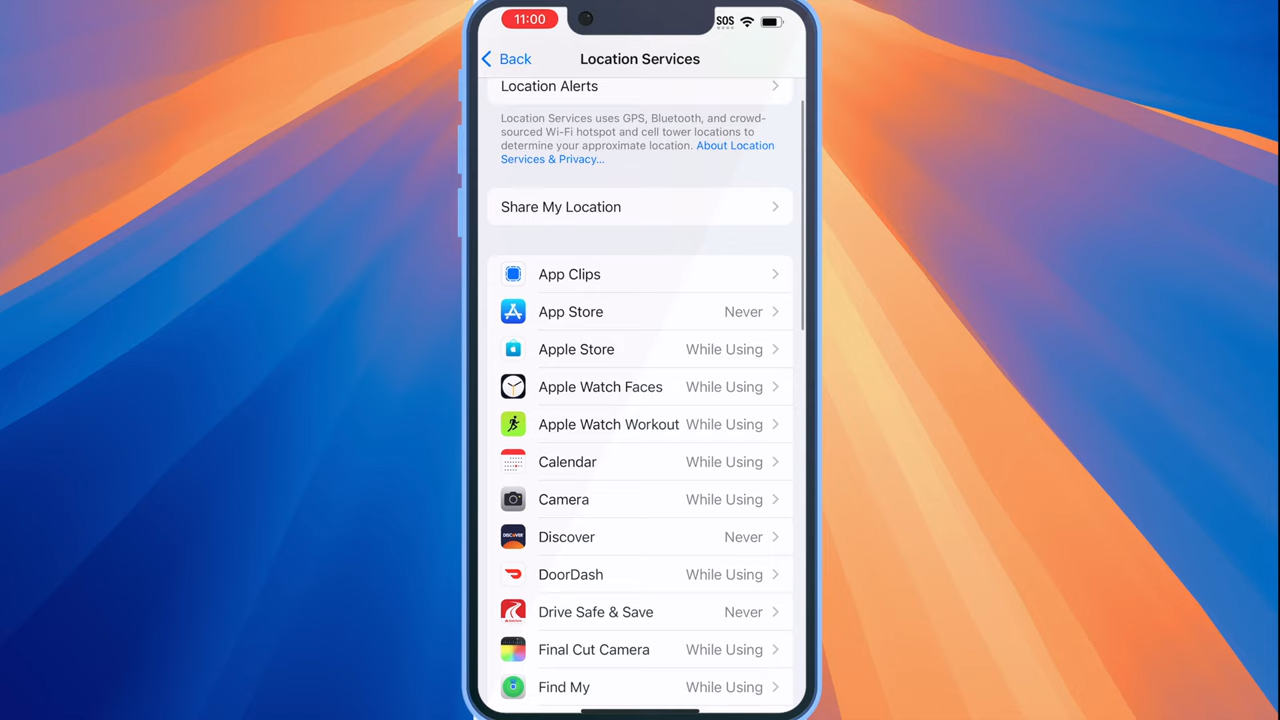 11:00
SOS
Back
Location Services
Location Alerts
Location Services uses GPS, Bluetooth, and crowd-
sourced Wi-Fi hotspot and cell tower locations to
determine your approximate location. About Location
Services & Privacy...
Share My Location
App Clips
App Store Never
Apple Store While Using
Apple Watch Faces While Using
Apple Watch Workout While Using
Calendar While Using
Camera While Using
DISCOVER
Discover Never
DoorDash While Using
Drive Safe & Save Never
Final Cut Camera While Using
Find My While Using